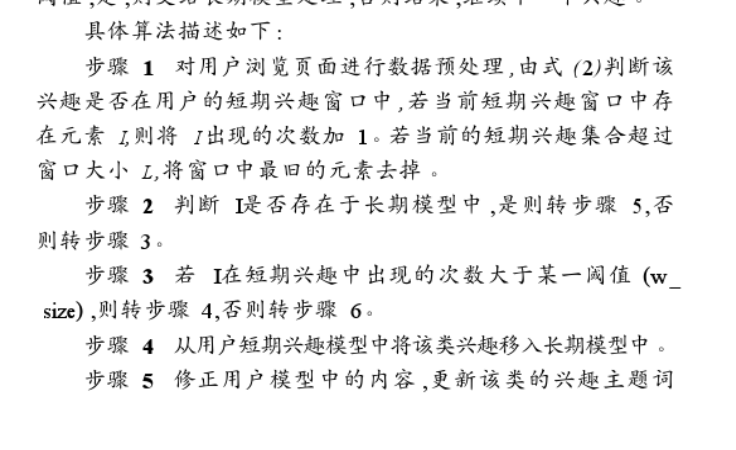 具体算法描述如下:
步骤 1 对用户浏览页面进行数据预处理,由式 (2)判断该
兴趣是否在用户的短期兴趣窗口中,若当前短期兴趣窗口中存
在元素 I,则将 I出现的次数加 1。若当前的短期兴趣集合超过
窗口大小 L,将窗口中最旧的元素去掉。
步骤 2 判断 I是否存在于长期模型中,是则转步骤 5,否
则转步骤 3。
步骤 3 若 I在短期兴趣中出现的次数大于某一阈值 (w_
size),则转步骤 4,否则转步骤 6。
步骤 4 从用户短期兴趣模型中将该类兴趣移入长期模型中。
步骤 5 修正用户模型中的内容,更新该类的兴趣主题词